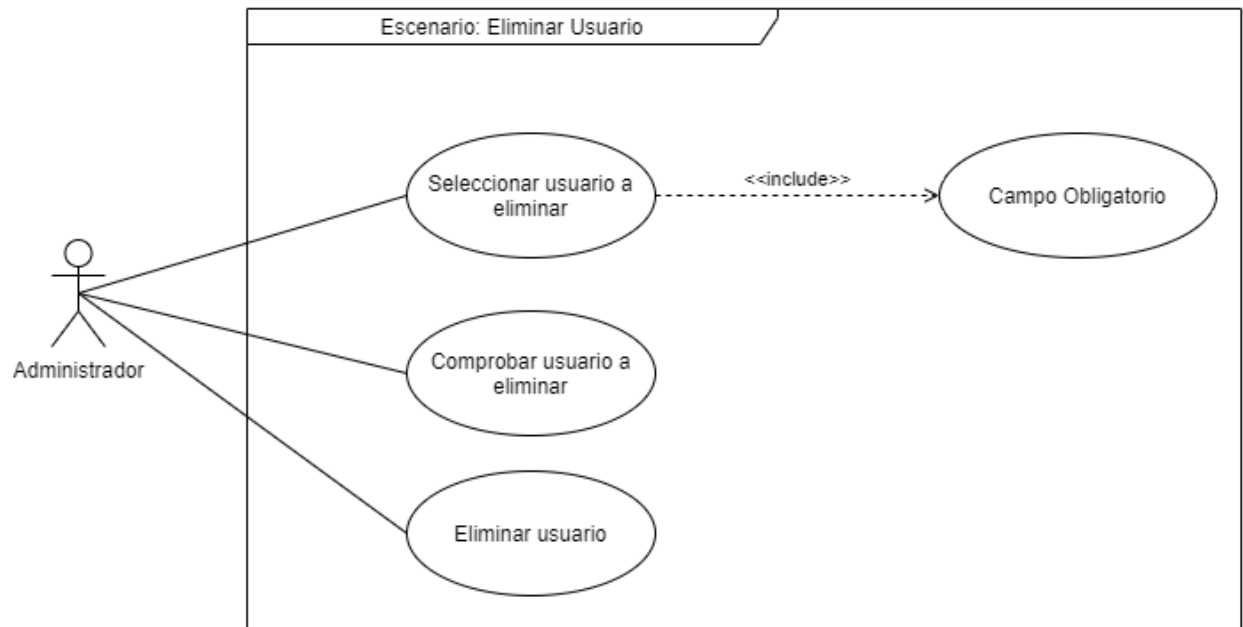 Escenario: Eliminar Usuario
Seleccionar usuario a
eliminar
<<include>>
Campo Obligatorio
Administrador
Comprobar usuario a
eliminar
Eliminar usuario